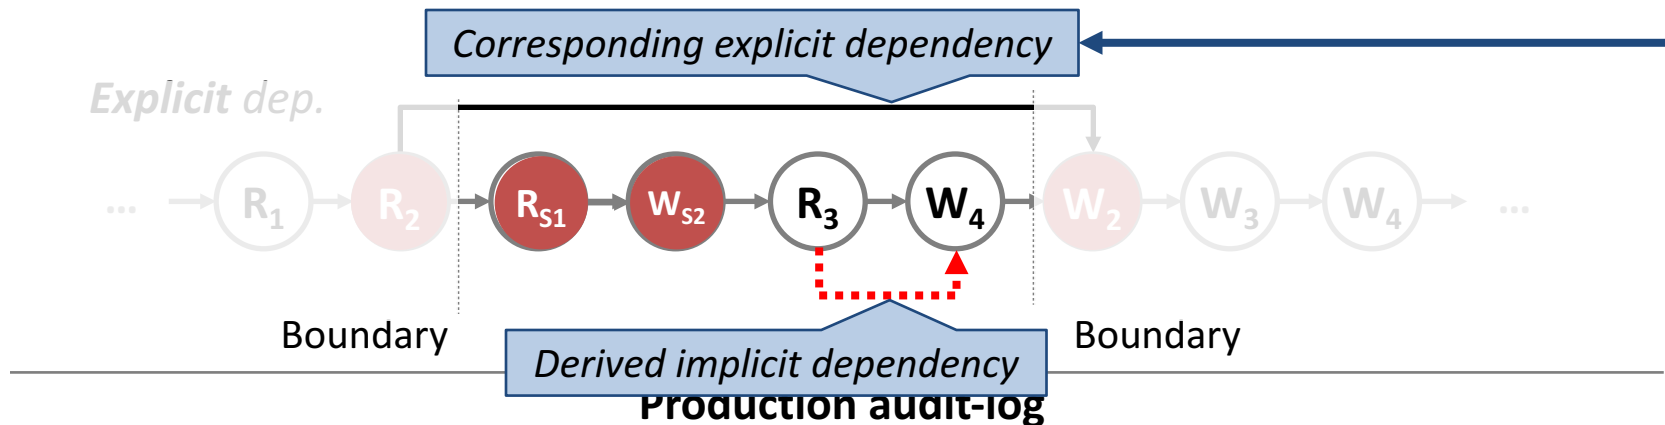 Corresponding explicit dependency
Explicit dep.
... R1 R2 RS1 WS2 R3 W4 W2 W3 W4 ...
Boundary Boundary
Derived implicit dependency
Production audit-log